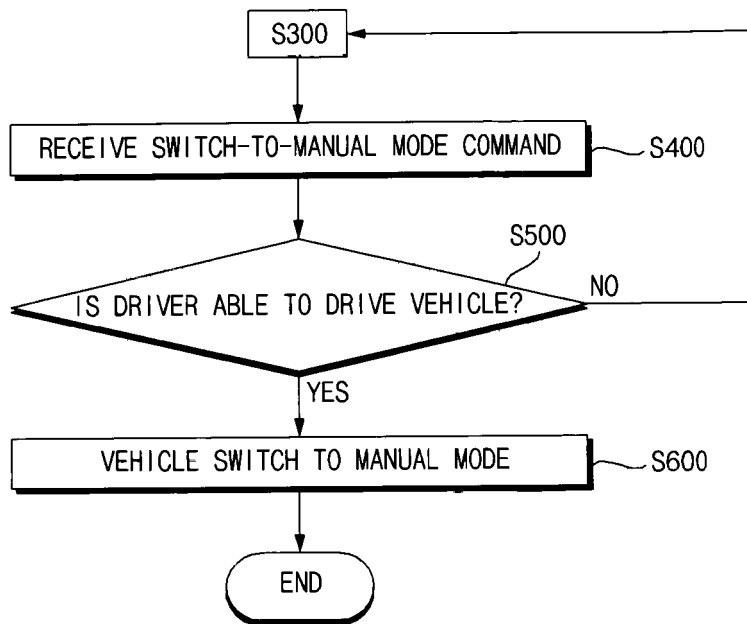 S300
RECEIVE SWITCH-TO-MANUAL MODE COMMAND
S400
S500
IS DRIVER ABLE TO DRIVE VEHICLE?
NO
YES
VEHICLE SWITCH TO MANUAL MODE
S600
END